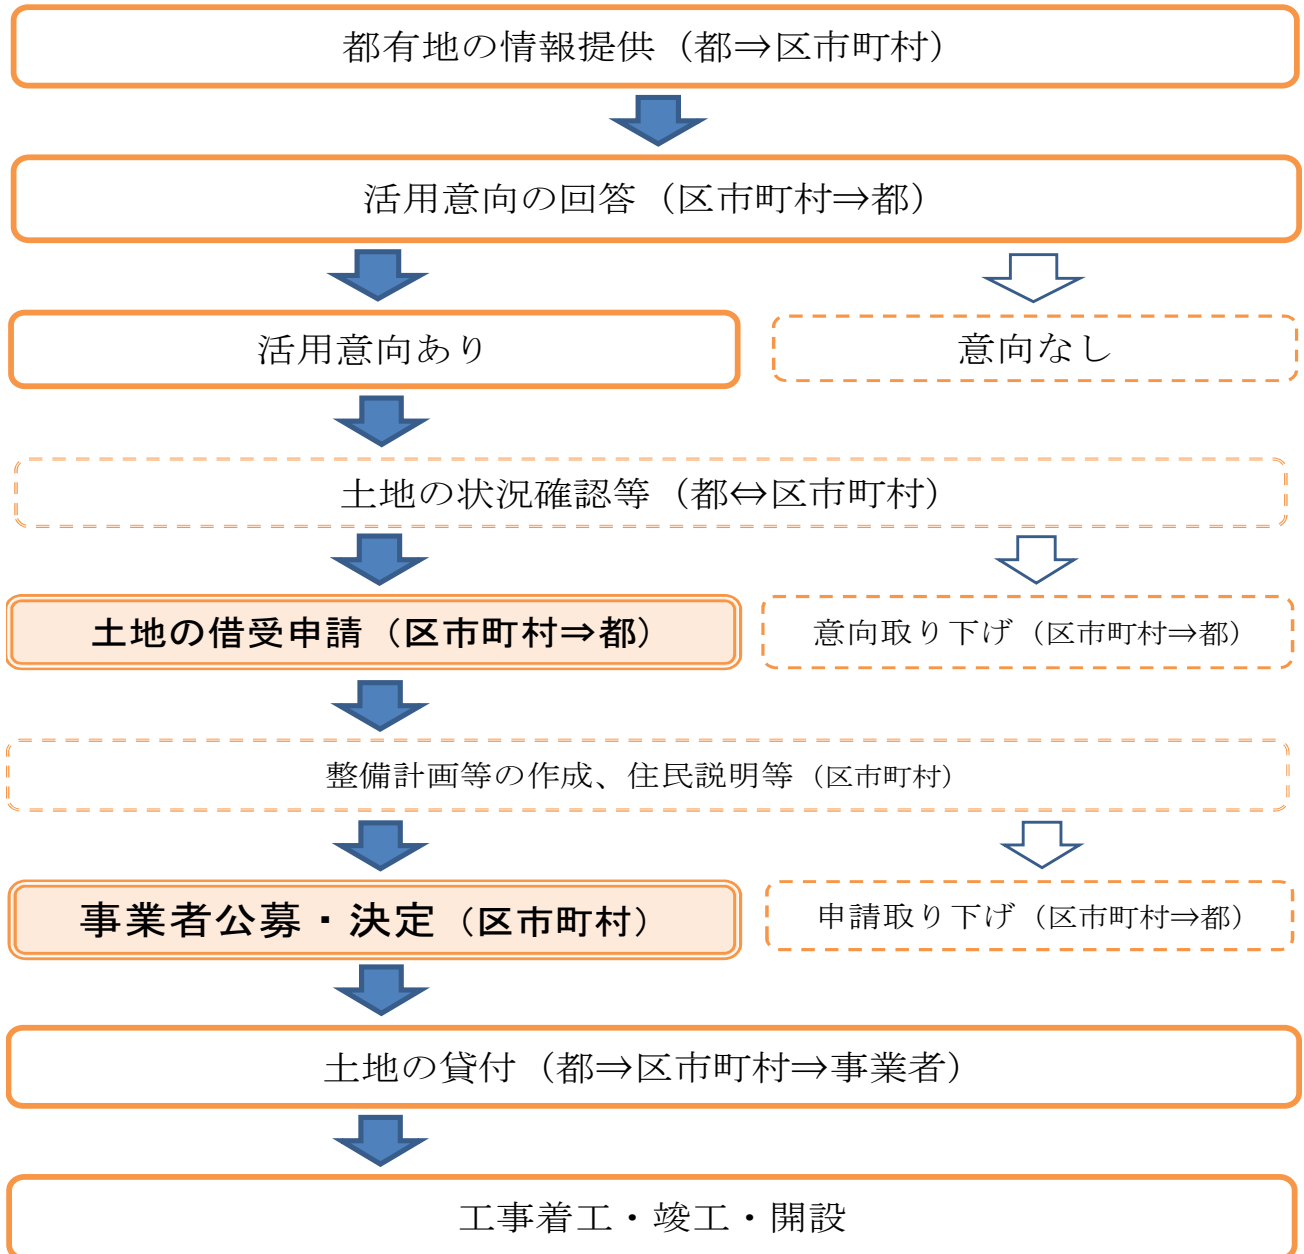 都有地の情報提供（都⇒区市町村）
活用意向の回答（区市町村⇒都）
活用意向あり
意向なし
土地の状況確認等（都⇔区市町村）
土地の借受申請（区市町村⇒都）
意向取り下げ（区市町村⇒都）
整備計画等の作成、住民説明等（区市町村）
事業者公募・決定（区市町村）
申請取り下げ（区市町村⇒都）
土地の貸付（都⇒区市町村⇒事業者）
工事着工・竣工・開設